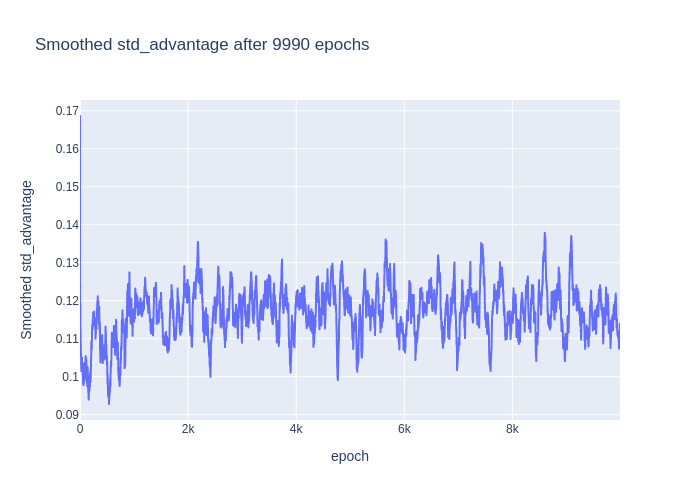 Smoothed std_advantage after 9990 epochs
0.17
0.16
0.15
0.14
0.13
0.12
0.11
0.1
0.09
Smoothed std_advantage
0
2k
4k
6k
8k
epoch